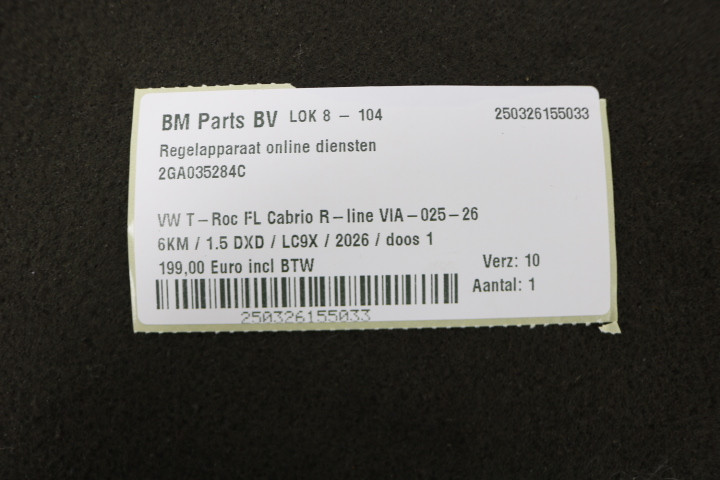 BM Parts BV LOK 8 - 104 250326155033
Regelapparaat online diensten
2GA035284C
VW T-Roc FL Cabrio R-line VIA-025-26
6KM / 1.5 DXD / LC9X / 2026 / doos 1
199,00 Euro incl BTW Verz: 10
Aantal: 1
250326155033